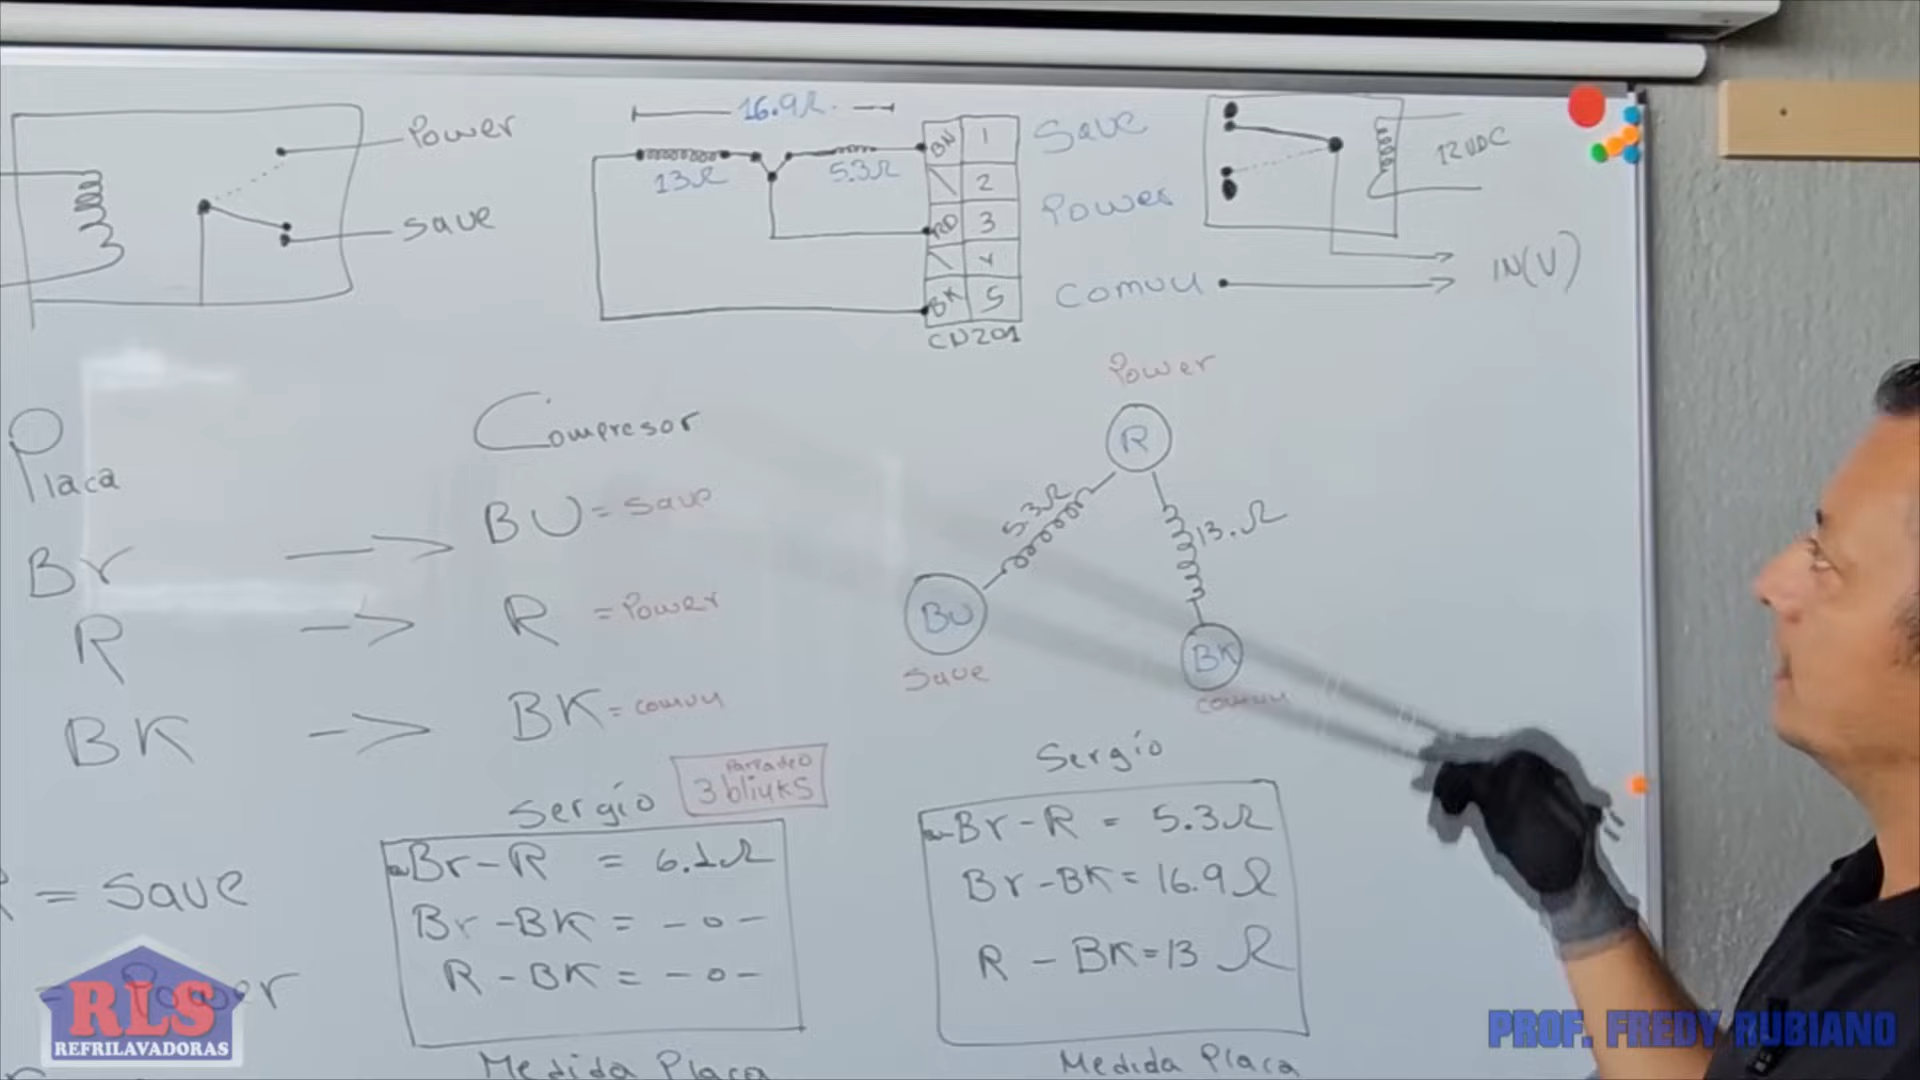 Power
save
16.9Ω
13Ω
5.3Ω
BN 1
2
RD 3
4
BK 5
CN201
Save
Power
Comun
12VDC
IN(V)
Placa
Br
R
BK
Compresor
BU = save
R = Power
BK = comun
Power
R
5.3Ω
13.Ω
BU
Save
BK
comun
Sergio
Parpadeo
3 blinks
Br-R = 6.1Ω
Br-BK = -0-
R-BK = -0-
Medida Placa
Sergio
Br-R = 5.3Ω
Br-BK = 16.9Ω
R-BK=13 Ω
Medida Placa
= Save
= Power
RLS
REFRILAVADORAS
PROF. FREDY RUBIANO